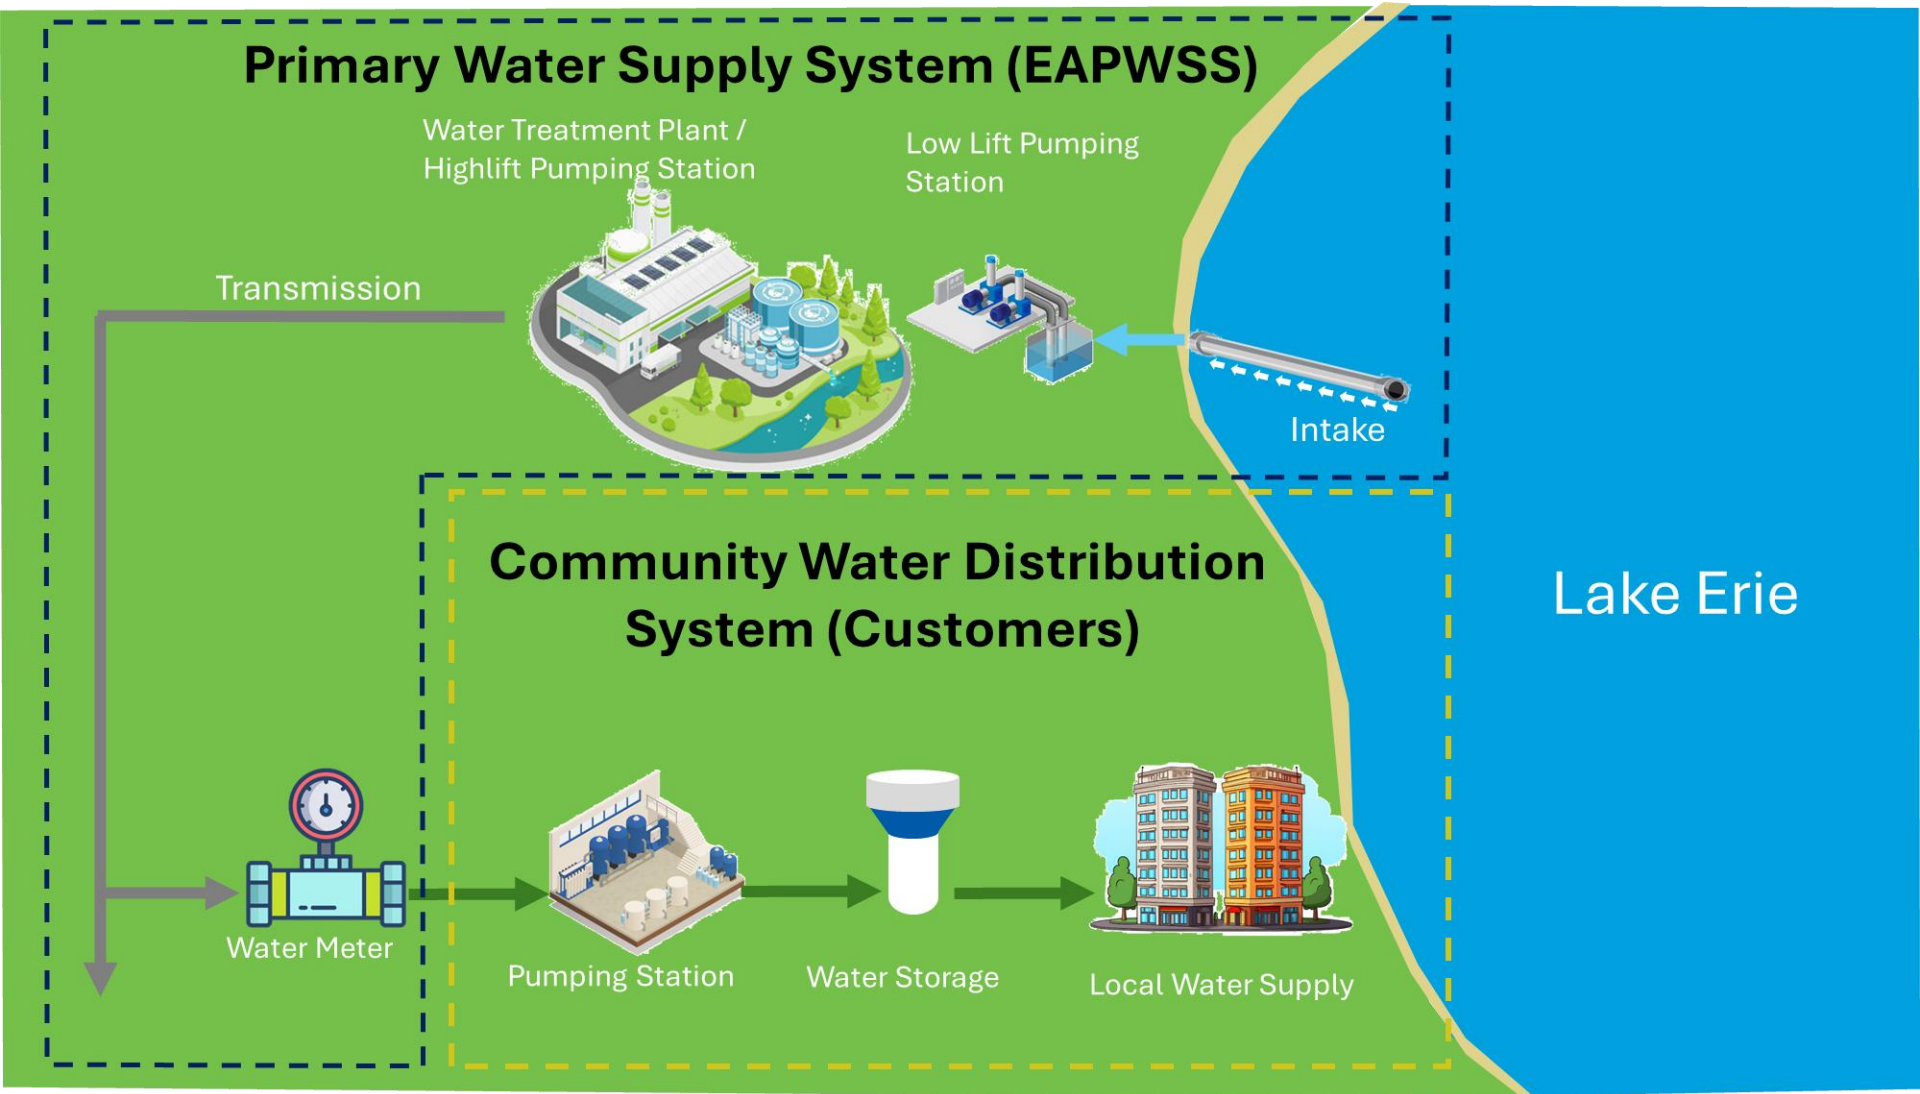 Primary Water Supply System (EAPWSS)
Water Treatment Plant /
Highlift Pumping Station
Low Lift Pumping
Station
Transmission
Intake
Community Water Distribution
System (Customers)
Lake Erie
Water Meter
Pumping Station
Water Storage
Local Water Supply